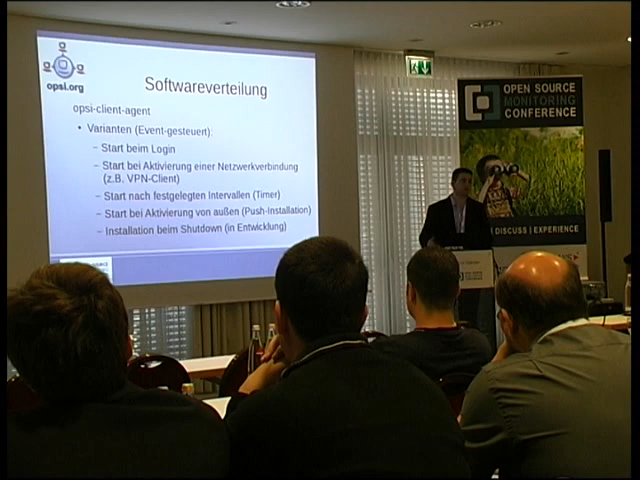 opsi.org
Softwareverteilung
opsi-client-agent
• Varianten (Event-gesteuert):
– Start beim Login
– Start bei Aktivierung einer Netzwerkverbindung
(z.B. VPN-Client)
– Start nach festgelegten Intervallen (Timer)
– Start bei Aktivierung von außen (Push-Installation)
– Installation beim Shutdown (in Entwicklung)
OPEN SOURCE
MONITORING
CONFERENCE
| DISCUSS | EXPERIENCE